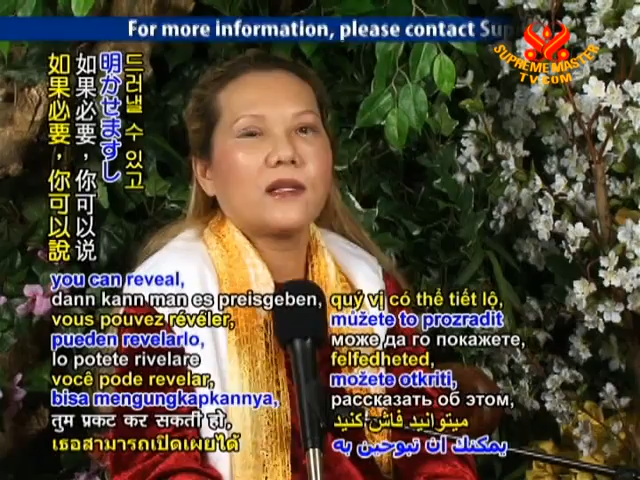 For more information, please contact Sup
SUPREME MASTER
TV.COM
드러낼 수 있고
明かせますし
如果必要，你可以说
如果必要，你可以說
you can reveal,
dann kann man es preisgeben,
vous pouvez révéler,
pueden revelarlo,
lo potete rivelare
você pode revelar,
bisa mengungkapkannya,
तुम प्रकट कर सकती हो,
เธอสามารถเปิดเผยได้
quý vị có thể tiết lộ,
můžete to prozradit
може да го покажете,
felfedheted,
možete otkriti,
рассказать об этом,
میتوانید فاش کنید
يمكنك ان تبوحين به